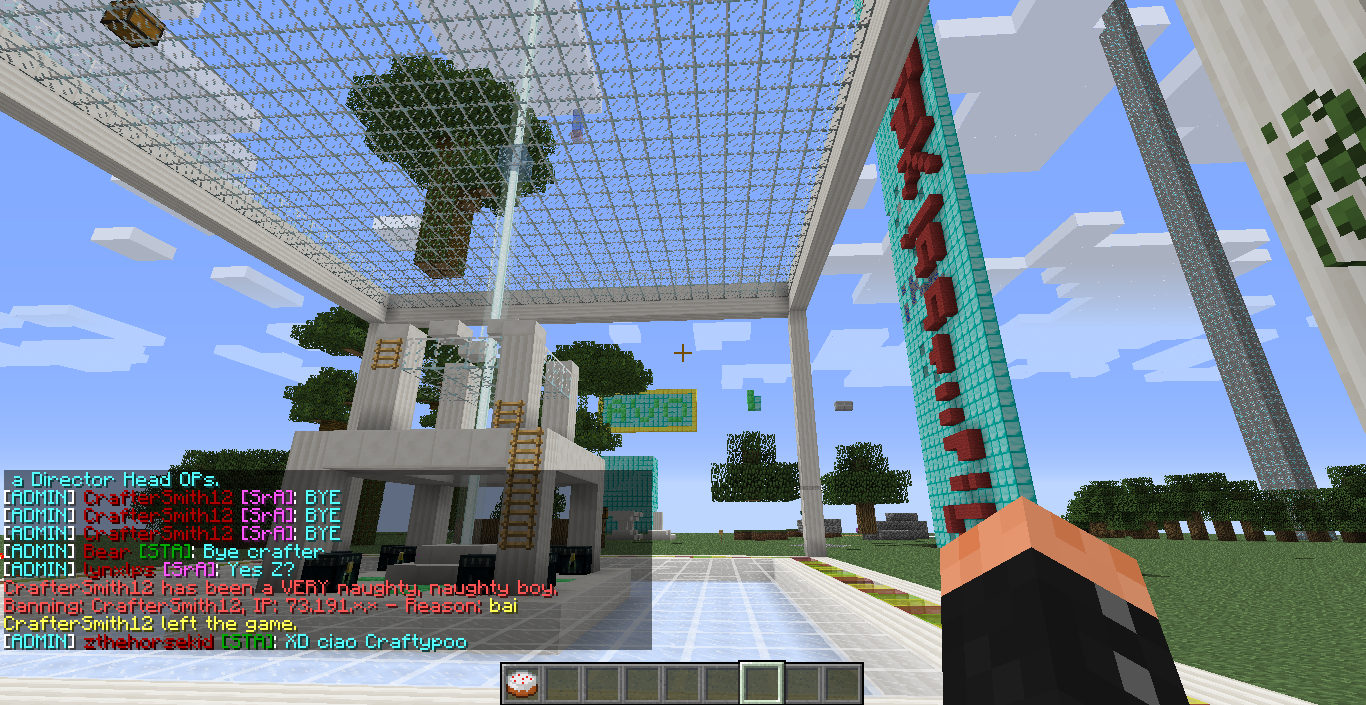 a Director Head OPs.
[ADMIN] CrafterSmith12 [SrA]: BYE
[ADMIN] CrafterSmith12 [SrA]: BYE
[ADMIN] CrafterSmith12 [SrA]: BYE
[ADMIN] Bear [STA]: Bye crafter
[ADMIN] lynxlps [SrA]: Yes Z?
CrafterSmith12 has been a VERY naughty, naughty boy.
Banning: CrafterSmith12, IP: 73.191.*.* - Reason: bai
CrafterSmith12 left the game.
[ADMIN] zthehorsekid [STA]: XD ciao Craftypoo